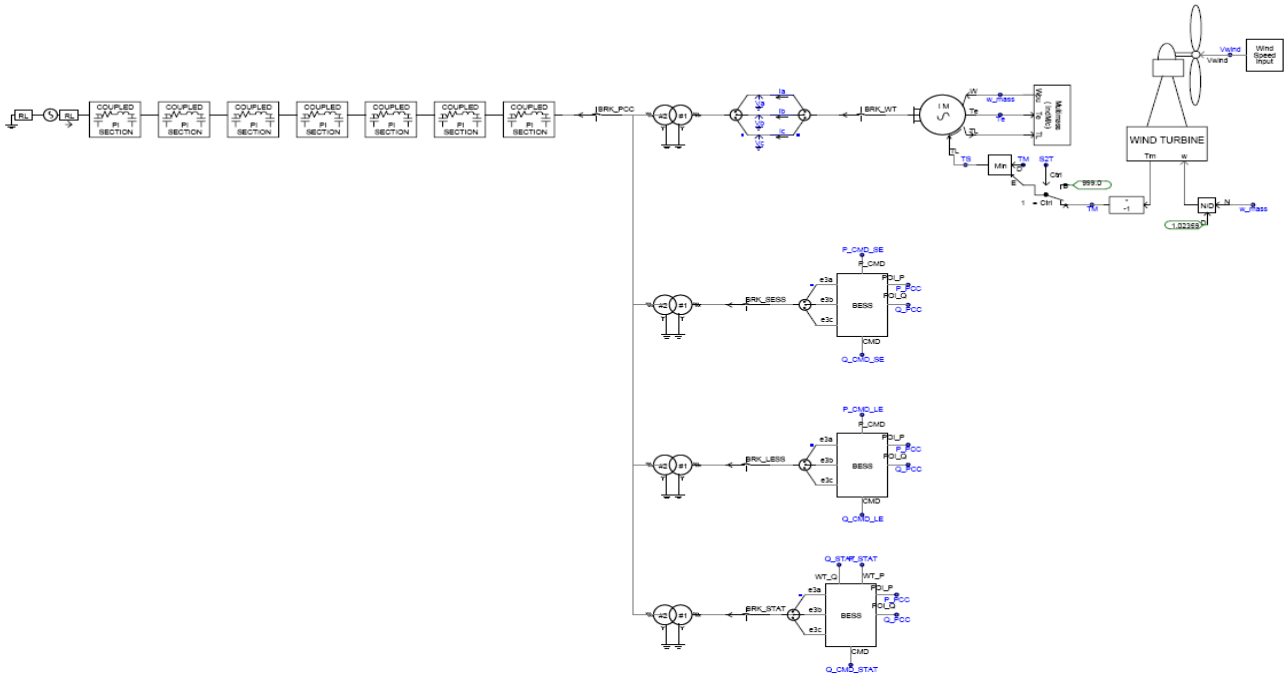 Vwind
Vwind
Wind
Speed
Input
RL
S
RL
COUPLED
PI
SECTION
COUPLED
PI
SECTION
COUPLED
PI
SECTION
COUPLED
PI
SECTION
COUPLED
PI
SECTION
COUPLED
PI
SECTION
COUPLED
PI
SECTION
BRK_PCC
#2
#1
Ia
Ib
Ic
BRK_WT
I M
W
w_mass
Te
Te
TL
Wpu
Te
TL
Multimass
WIND TURBINE
Tm
w
TL
TS
Min
TM
D
E
S2T
Ctrl
B
999.0
1
= Ctrl
A
TM
*
-1
N/D
N
D
w_mass
1.02369
P_CMD_SE
P_CMD
e3a
e3b
e3c
BESS
POI_P
P_PCC
POI_Q
Q_PCC
CMD
Q_CMD_SE
#2
#1
BRK_SESS
P_CMD_LE
P_CMD
e3a
e3b
e3c
BESS
POI_P
P_PCC
POI_Q
Q_PCC
CMD
Q_CMD_LE
#2
#1
BRK_LESS
WT_Q
WT_P
e3a
e3b
e3c
BESS
POI_P
P_PCC
POI_Q
Q_PCC
CMD
Q_CMD_STAT
#2
#1
BRK_STAT